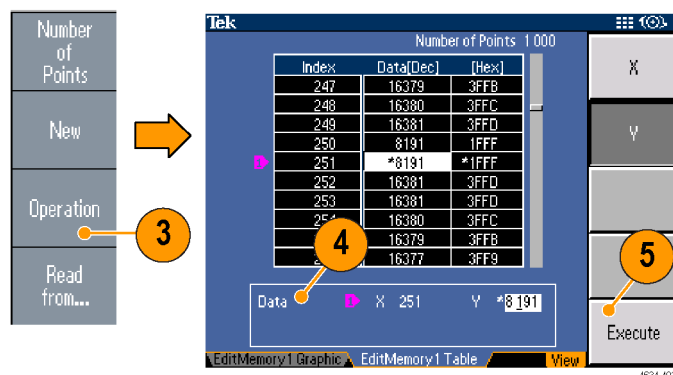 Number
of
Points
New
Operation
Read
from...
3
Tek
Number of Points 1 000
Index Data[Dec] [Hex]
247 16379 3FFB
248 16380 3FFC
249 16381 3FFD
250 8191 1FFF
251 *8191 *1FFF
252 16381 3FFD
253 16381 3FFD
254 16380 3FFC
16379 3FFB
16377 3FF9
4
Data X 251 Y *8191
EditMemory1 Graphic EditMemory1 Table View
X
Y
5
Execute